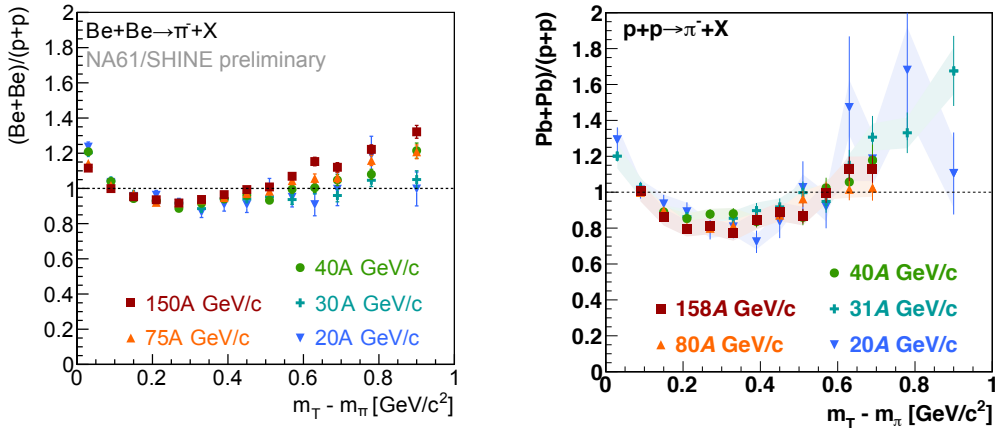 (Be+Be)/(p+p)
Be+Be→π⁻+X
NA61/SHINE preliminary
2
1.8
1.6
1.4
1.2
1
0.8
0.6
0.4
0.2
0
40A GeV/c
150A GeV/c
30A GeV/c
75A GeV/c
20A GeV/c
0 0.2 0.4 0.6 0.8 1
m_T - m_π [GeV/c²]
Pb+Pb)/(p+p)
p+p→π⁻+X
2
1.8
1.6
1.4
1.2
1
0.8
0.6
0.4
0.2
0
40A GeV/c
158A GeV/c
31A GeV/c
80A GeV/c
20A GeV/c
0 0.2 0.4 0.6 0.8 1
m_T - m_π [GeV/c²]